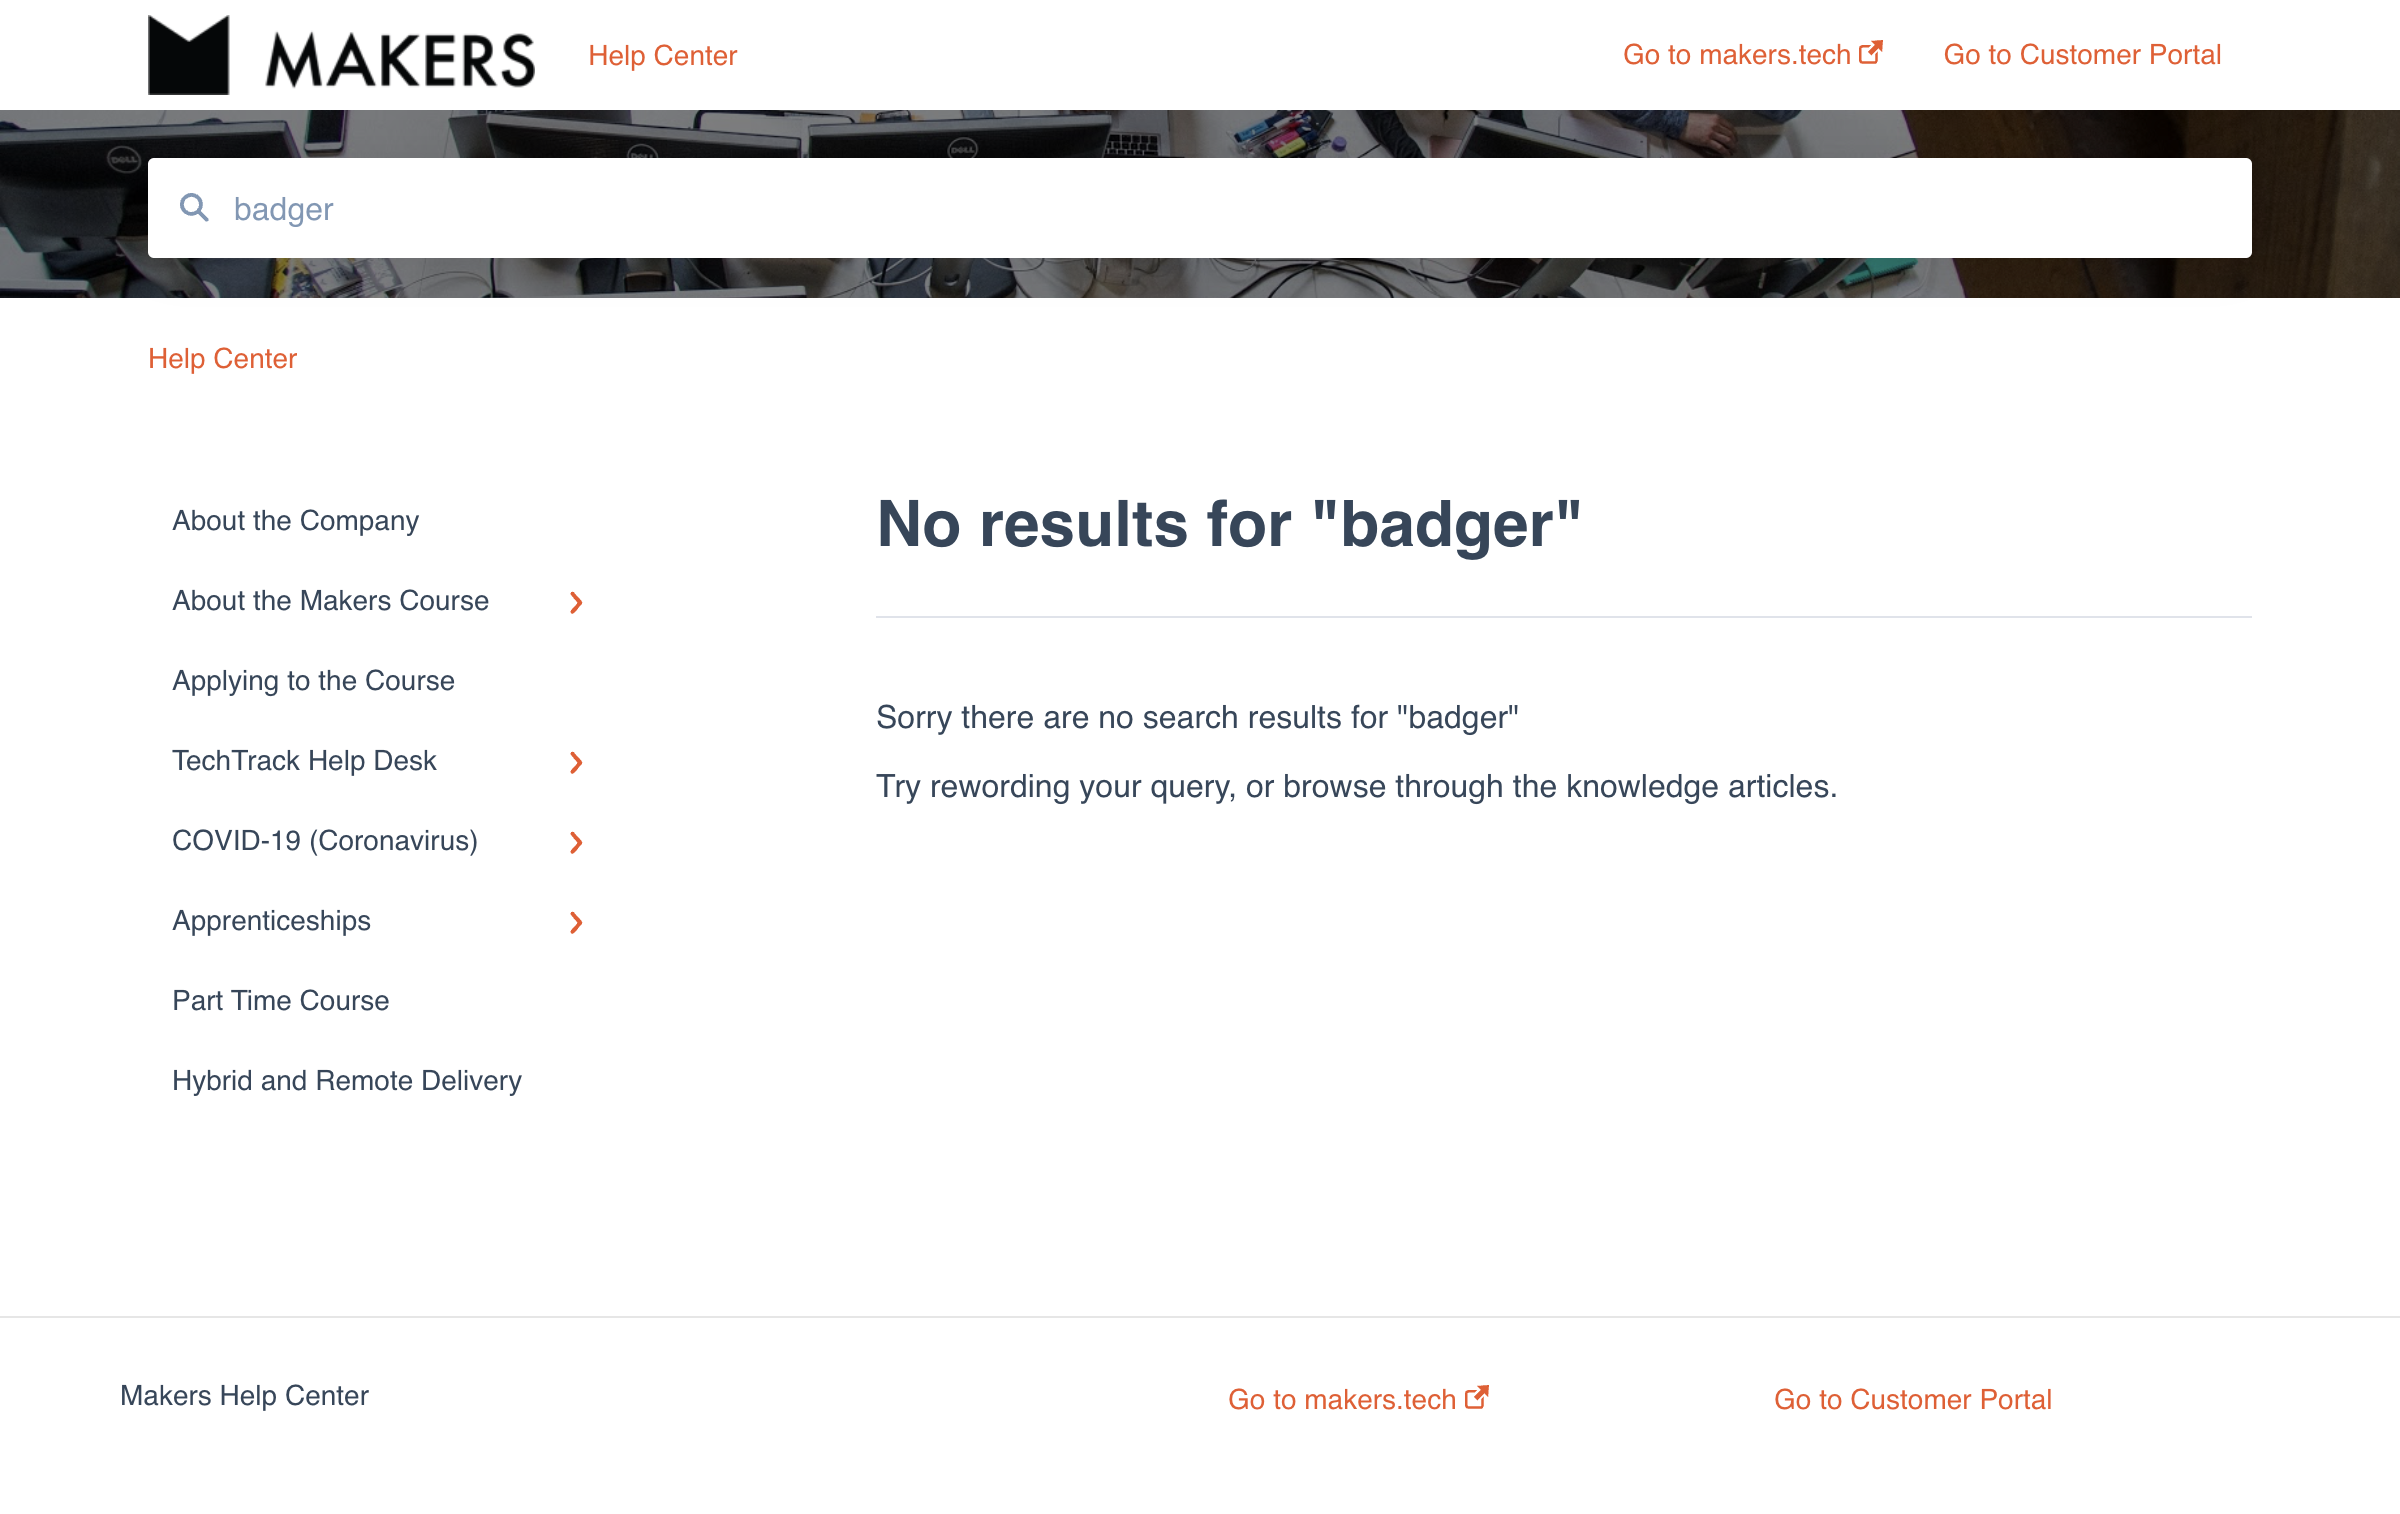 MAKERS
Help Center
Go to makers.tech
Go to Customer Portal
DELL
DELL
DELL
badger
Help Center
About the Company
About the Makers Course
Applying to the Course
TechTrack Help Desk
COVID-19 (Coronavirus)
Apprenticeships
Part Time Course
Hybrid and Remote Delivery
No results for "badger"
Sorry there are no search results for "badger"
Try rewording your query, or browse through the knowledge articles.
Makers Help Center
Go to makers.tech
Go to Customer Portal